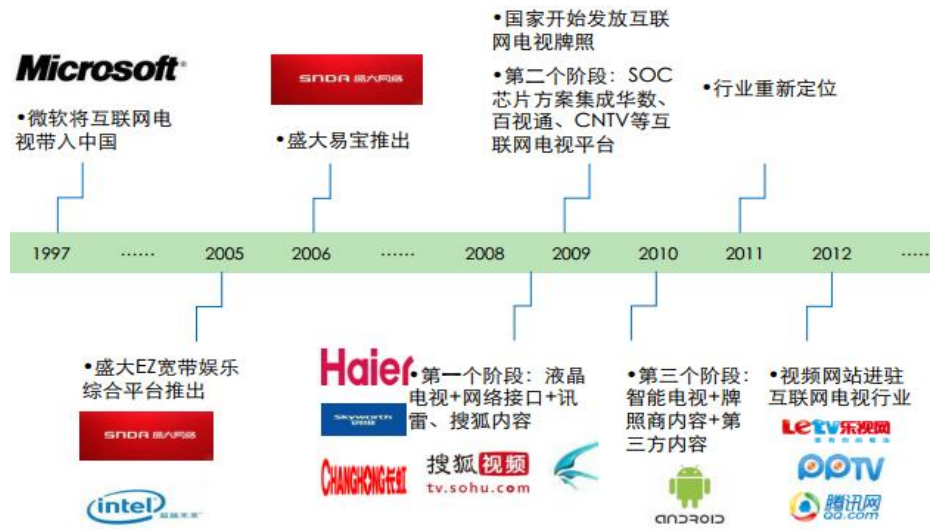 Microsoft
•微软将互联网电
视带入中国
SNDA 盛大网络
•盛大易宝推出
•国家开始发放互联
网电视牌照
•第二个阶段：SOC
芯片方案集成华数、
百视通、CNTV等互
联网电视平台
•行业重新定位
1997 ...... 2005 2006 ...... 2008 2009 2010 2011 2012 ......
•盛大EZ宽带娱乐
综合平台推出
SNDA 盛大网络
intel
Haier
Skyworth
CHANGHONG长虹
•第一个阶段：液晶
电视+网络接口+讯
雷、搜狐内容
搜狐视频
tv.sohu.com
•第三个阶段：
智能电视+牌
照商内容+第
三方内容
ANDROID
•视频网站进驻
互联网电视行业
Letv乐视网
PPTV
腾讯网
QQ.com